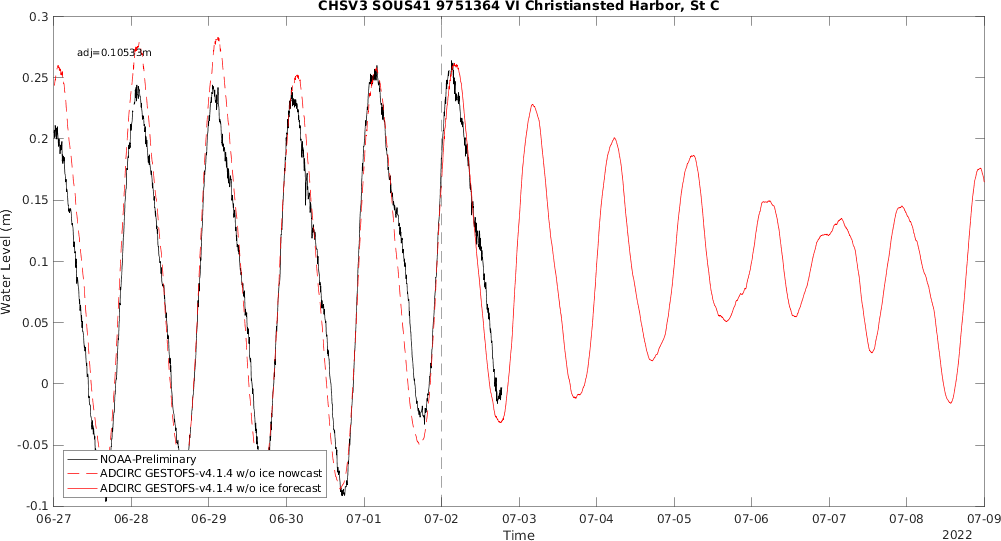 CHSV3 SOUS41 9751364 VI Christiansted Harbor, St C
adj=0.10533m
Water Level (m)
0.3
0.25
0.2
0.15
0.1
0.05
0
-0.05
-0.1
NOAA-Preliminary
ADCIRC GESTOFS-v4.1.4 w/o ice nowcast
ADCIRC GESTOFS-v4.1.4 w/o ice forecast
06-27 06-28 06-29 06-30 07-01 07-02 07-03 07-04 07-05 07-06 07-07 07-08 07-09
Time
2022